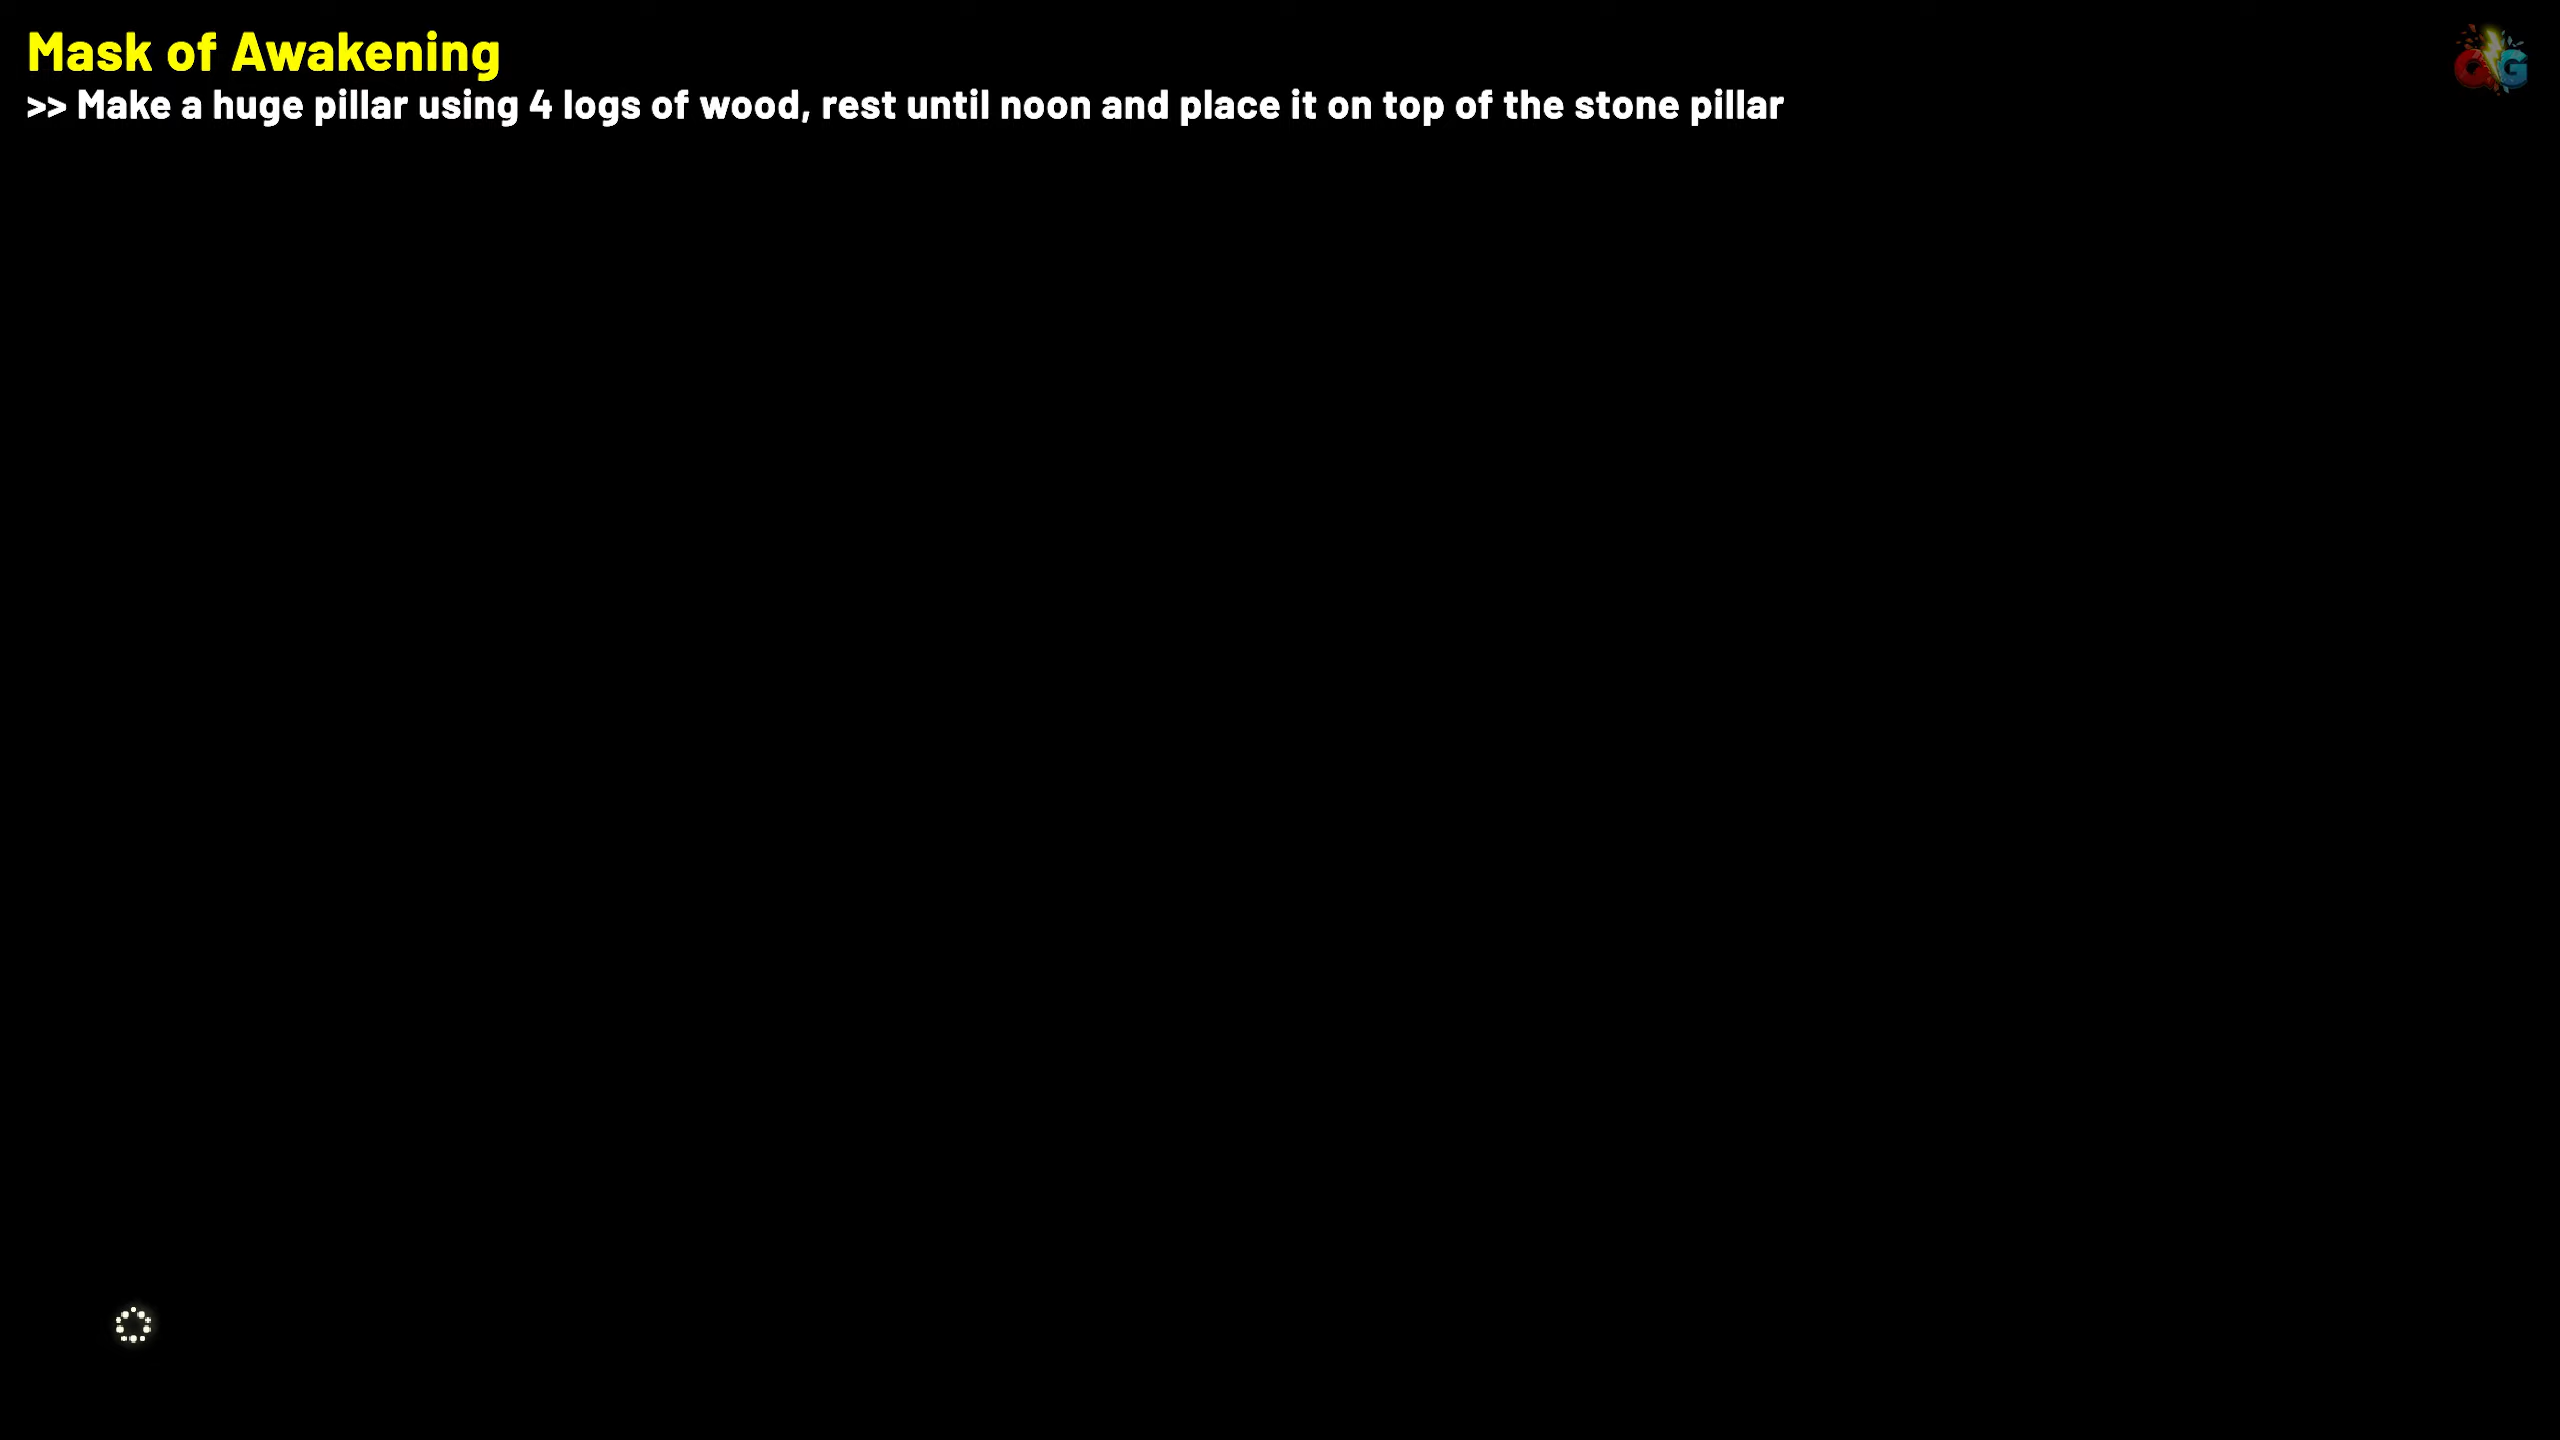 Mask of Awakening
>> Make a huge pillar using 4 logs of wood, rest until noon and place it on top of the stone pillar
QG